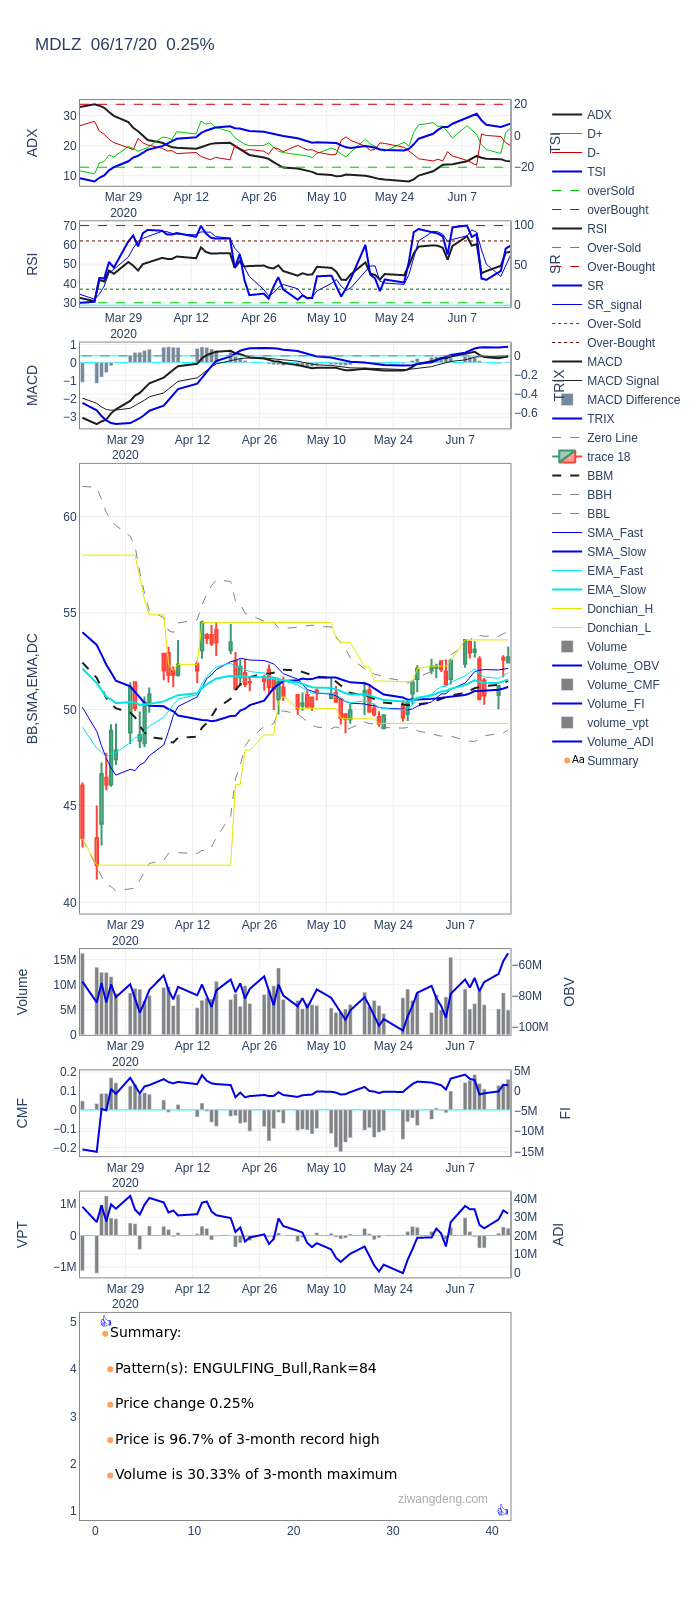 MDLZ 06/17/20 0.25%
30
20
10
ADX
20
0
−20
TSI
Mar 29
Apr 12
Apr 26
May 10
May 24
Jun 7
2020
70
60
50
40
30
RSI
100
50
0
SR
Mar 29
Apr 12
Apr 26
May 10
May 24
Jun 7
2020
1
0
−1
−2
−3
MACD
0
−0.2
−0.4
−0.6
TRIX
Mar 29
Apr 12
Apr 26
May 10
May 24
Jun 7
2020
60
55
50
45
40
BB,SMA,EMA,DC
Mar 29
Apr 12
Apr 26
May 10
May 24
Jun 7
2020
15M
10M
5M
0
Volume
−60M
−80M
−100M
OBV
Mar 29
Apr 12
Apr 26
May 10
May 24
Jun 7
2020
0.2
0.1
0
−0.1
−0.2
CMF
5M
0
−5M
−10M
−15M
FI
Mar 29
Apr 12
Apr 26
May 10
May 24
Jun 7
2020
1M
0
−1M
VPT
40M
30M
20M
10M
0
ADI
Mar 29
Apr 12
Apr 26
May 10
May 24
Jun 7
2020
5
4
3
2
1
Summary:
Pattern(s): ENGULFING_Bull,Rank=84
Price change 0.25%
Price is 96.7% of 3-month record high
Volume is 30.33% of 3-month maximum
ziwangdeng.com
0
10
20
30
40
ADX
D+
D-
TSI
overSold
overBought
RSI
Over-Sold
Over-Bought
SR
SR_signal
Over-Sold
Over-Bought
MACD
MACD Signal
MACD Difference
TRIX
Zero Line
trace 18
BBM
BBH
BBL
SMA_Fast
SMA_Slow
EMA_Fast
EMA_Slow
Donchian_H
Donchian_L
Volume
Volume_OBV
Volume_CMF
Volume_FI
volume_vpt
Volume_ADI
Aa Summary